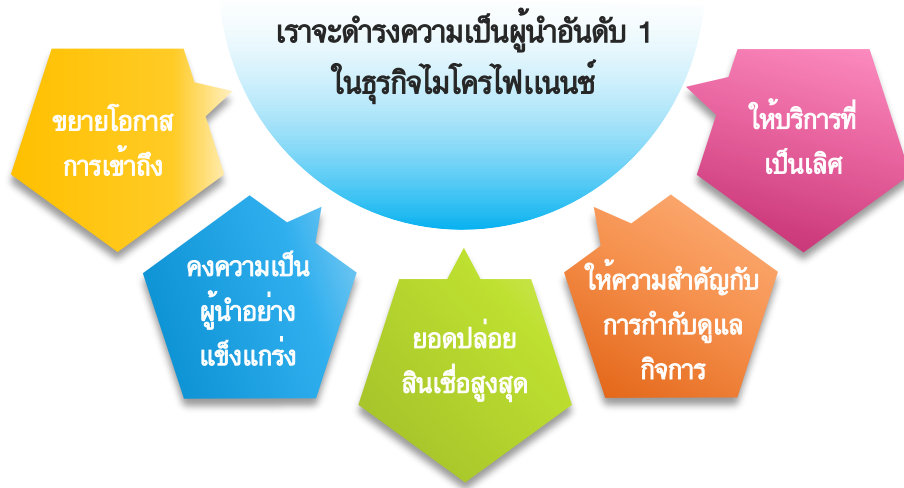 เราจะดำรงความเป็นผู้นำอันดับ 1
ในธุรกิจไมโครไฟแนนซ์
ขยายโอกาส
การเข้าถึง
คงความเป็น
ผู้นำอย่าง
แข็งแกร่ง
ยอดปล่อย
สินเชื่อสูงสุด
ให้ความสำคัญกับ
การกำกับดูแล
กิจการ
ให้บริการที่
เป็นเลิศ